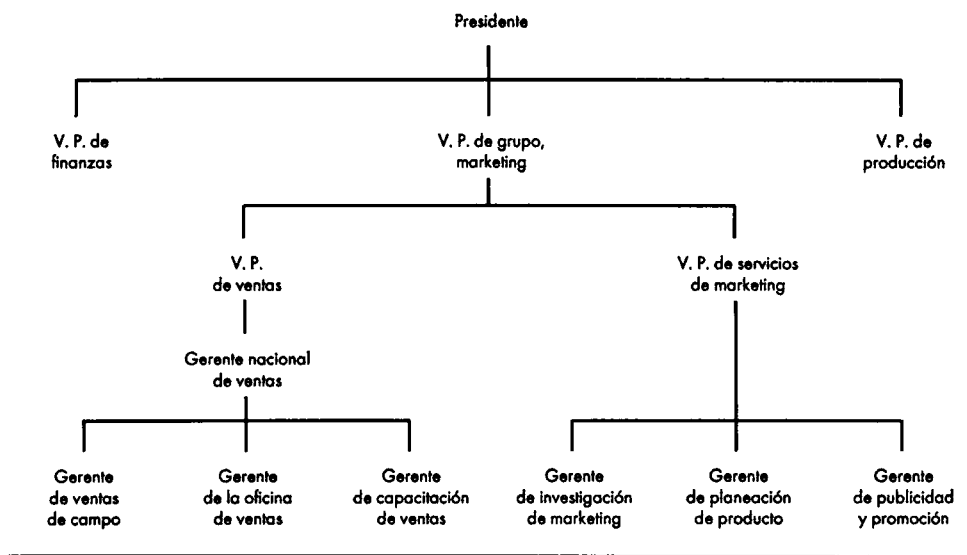 Presidente
V. P. de
finanzas
V. P. de grupo,
marketing
V. P. de
producción
V. P.
de ventas
V. P. de servicios
de marketing
Gerente nacional
de ventas
Gerente
de ventas
de campo
Gerente
de la oficina
de ventas
Gerente
de capacitación
de ventas
Gerente
de investigación
de marketing
Gerente
de planeación
de producto
Gerente
de publicidad
y promoción